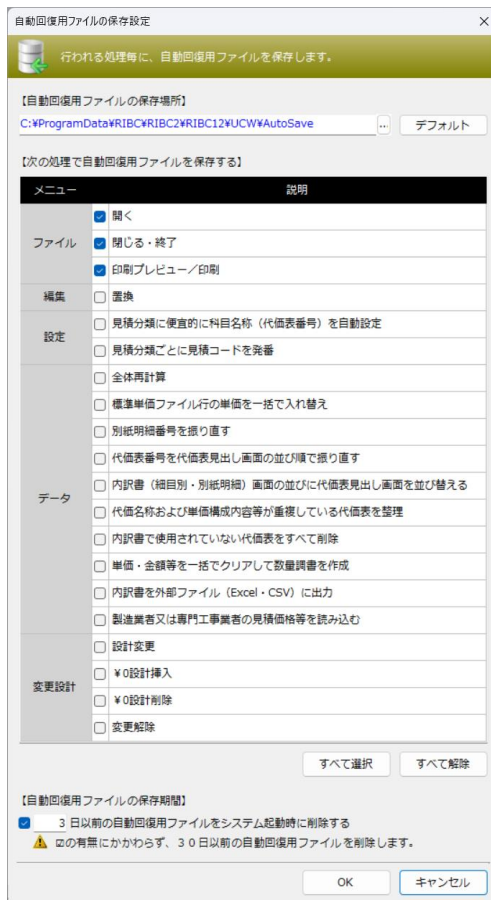 自動回復用ファイルの保存設定
行われる処理毎に、自動回復用ファイルを保存します。
【自動回復用ファイルの保存場所】
C:¥ProgramData¥RIBC¥RIBC2¥RIBC12¥UCW¥AutoSave
...
デフォルト
【次の処理で自動回復用ファイルを保存する】
メニュー 説明
ファイル
開く
閉じる・終了
印刷プレビュー／印刷
編集
置換
設定
見積分類に便宜的に科目名称（代価表番号）を自動設定
見積分類ごとに見積コードを発番
データ
全体再計算
標準単価ファイル行の単価を一括で入れ替え
別紙明細番号を振り直す
代価表番号を代価表見出し画面の並び順で振り直す
内訳書（細目別・別紙明細）画面の並びに代価表見出し画面を並び替える
代価名称および単価構成内容等が重複している代価表を整理
内訳書で使用されていない代価表をすべて削除
単価・金額等を一括でクリアして数量調書を作成
内訳書を外部ファイル（Excel・CSV）に出力
製造業者又は専門工事業者の見積価格等を読み込む
変更設計
設計変更
￥0設計挿入
￥0設計削除
変更解除
すべて選択 すべて解除
【自動回復用ファイルの保存期間】
3 日以前の自動回復用ファイルをシステム起動時に削除する
☑の有無にかかわらず、３０日以前の自動回復用ファイルを削除します。
OK キャンセル